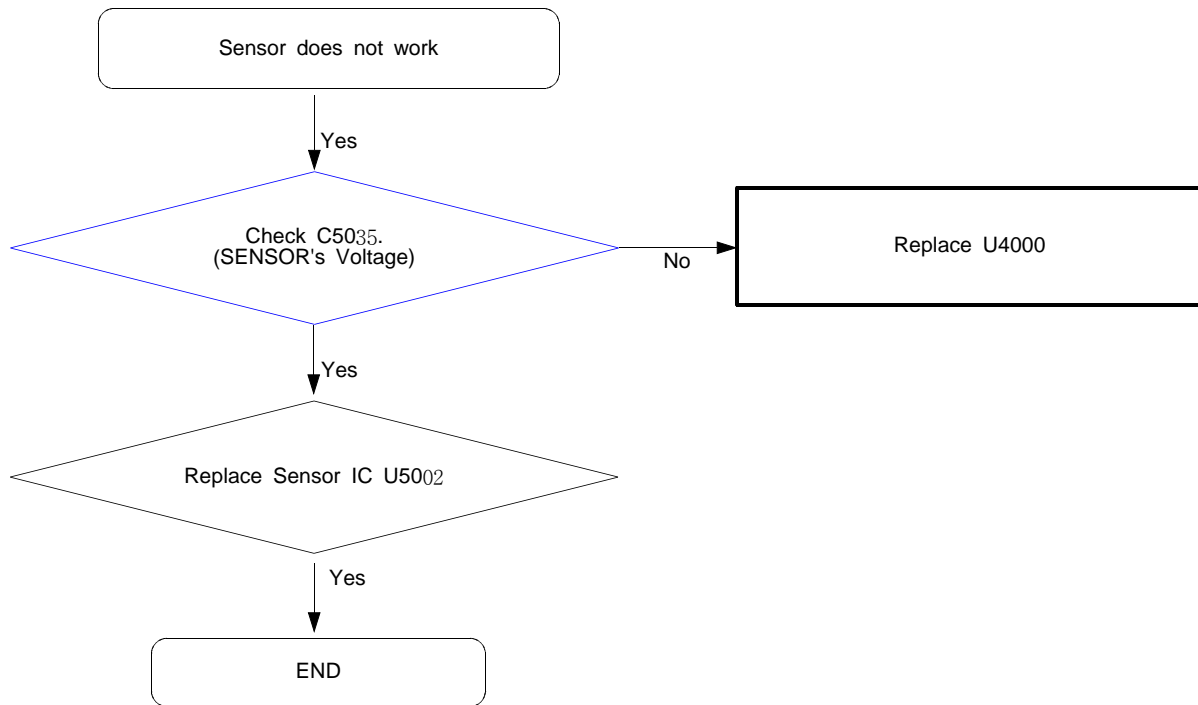 Sensor does not work
Yes
Check C5035.
(SENSOR's Voltage)
No
Replace U4000
Yes
Replace Sensor IC U5002
Yes
END